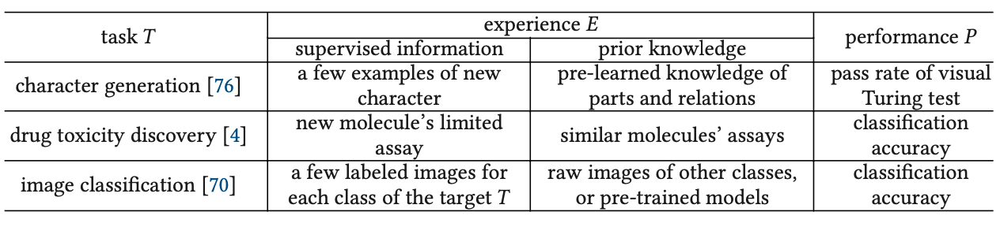 task T
experience E
performance P
supervised information
prior knowledge
character generation [76]
a few examples of new
character
pre-learned knowledge of
parts and relations
pass rate of visual
Turing test
drug toxicity discovery [4]
new molecule’s limited
assay
similar molecules’ assays
classification
accuracy
image classification [70]
a few labeled images for
each class of the target T
raw images of other classes,
or pre-trained models
classification
accuracy